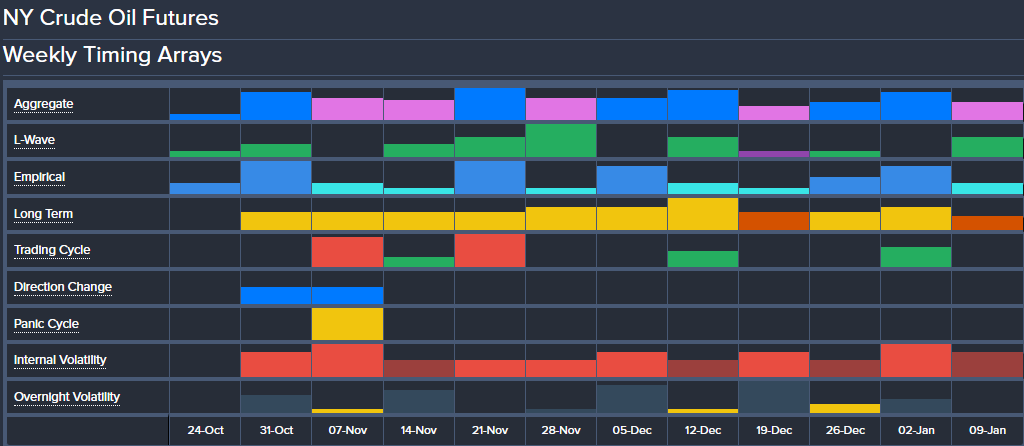 NY Crude Oil Futures
Weekly Timing Arrays
Aggregate
L-Wave
Empirical
Long Term
Trading Cycle
Direction Change
Panic Cycle
Internal Volatility
Overnight Volatility
24-Oct 31-Oct 07-Nov 14-Nov 21-Nov 28-Nov 05-Dec 12-Dec 19-Dec 26-Dec 02-Jan 09-Jan